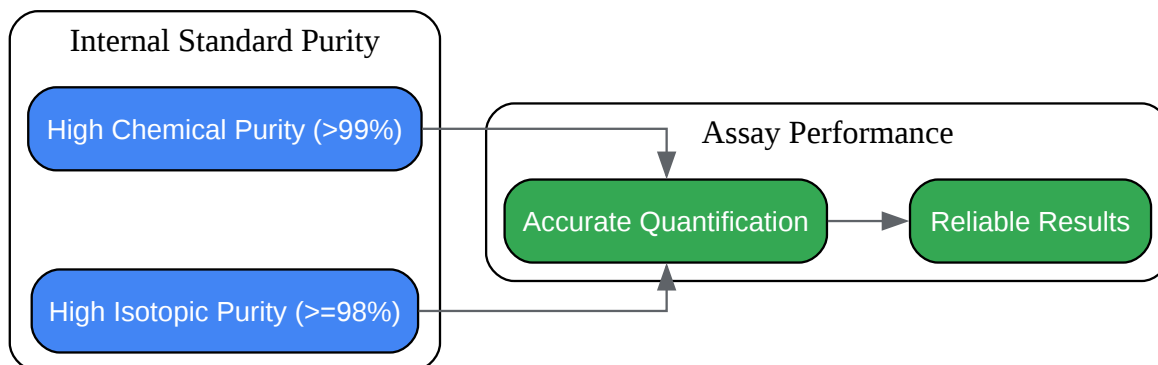 Internal Standard Purity
High Chemical Purity (>99%)
High Isotopic Purity (>=98%)
Assay Performance
Accurate Quantification
Reliable Results